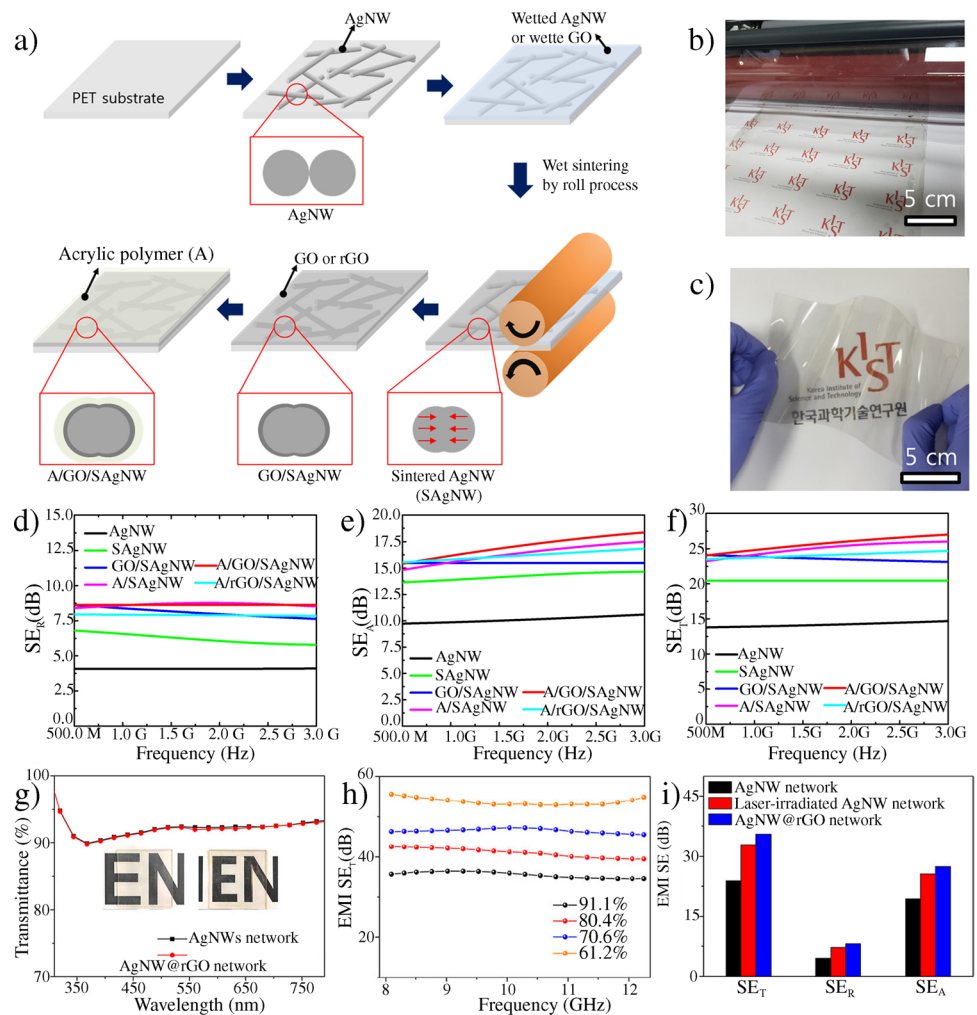 a)
AgNW
Wetted AgNW
or wette GO
PET substrate
AgNW
Wet sintering
by roll process
Acrylic polymer (A)
GO or rGO
A/GO/SAgNW
GO/SAgNW
Sintered AgNW
(SAgNW)
b)
KIST
5 cm
c)
KIST
Korea Institute of
Science and Technology
한국과학기술연구원
5 cm
d)
15.0
12.5
10.0
7.5
5.0
2.5
0.0
SE_R(dB)
AgNW
SAgNW
GO/SAgNW
A/GO/SAgNW
A/SAgNW
A/rGO/SAgNW
500.0 M 1.0 G 1.5 G 2.0 G 2.5 G 3.0 G
Frequency (Hz)
e)
20.0
17.5
15.0
12.5
10.0
7.5
5.0
2.5
0.0
SE_A(dB)
AgNW
SAgNW
GO/SAgNW
A/GO/SAgNW
A/SAgNW
A/rGO/SAgNW
500.0 M 1.0G 1.5G 2.0G 2.5G 3.0G
Frequency (Hz)
f)
30
25
20
15
10
5
0
SE_T(dB)
AgNW
SAgNW
GO/SAgNW
A/GO/SAgNW
A/SAgNW
A/rGO/SAgNW
500M 1.0G 1.5G 2.0G 2.5G 3.0G
Frequency (Hz)
g)
100
90
80
70
Transmittance (%)
EN
IEN
AgNWs network
AgNW@rGO network
350 450 550 650 750
Wavelength (nm)
h)
60
40
20
EMI SE_T(dB)
91.1%
80.4%
70.6%
61.2%
8 9 10 11 12
Frequency (GHz)
i)
45
30
15
0
EMI SE (dB)
AgNW network
Laser-irradiated AgNW network
AgNW@rGO network
SE_T SE_R SE_A